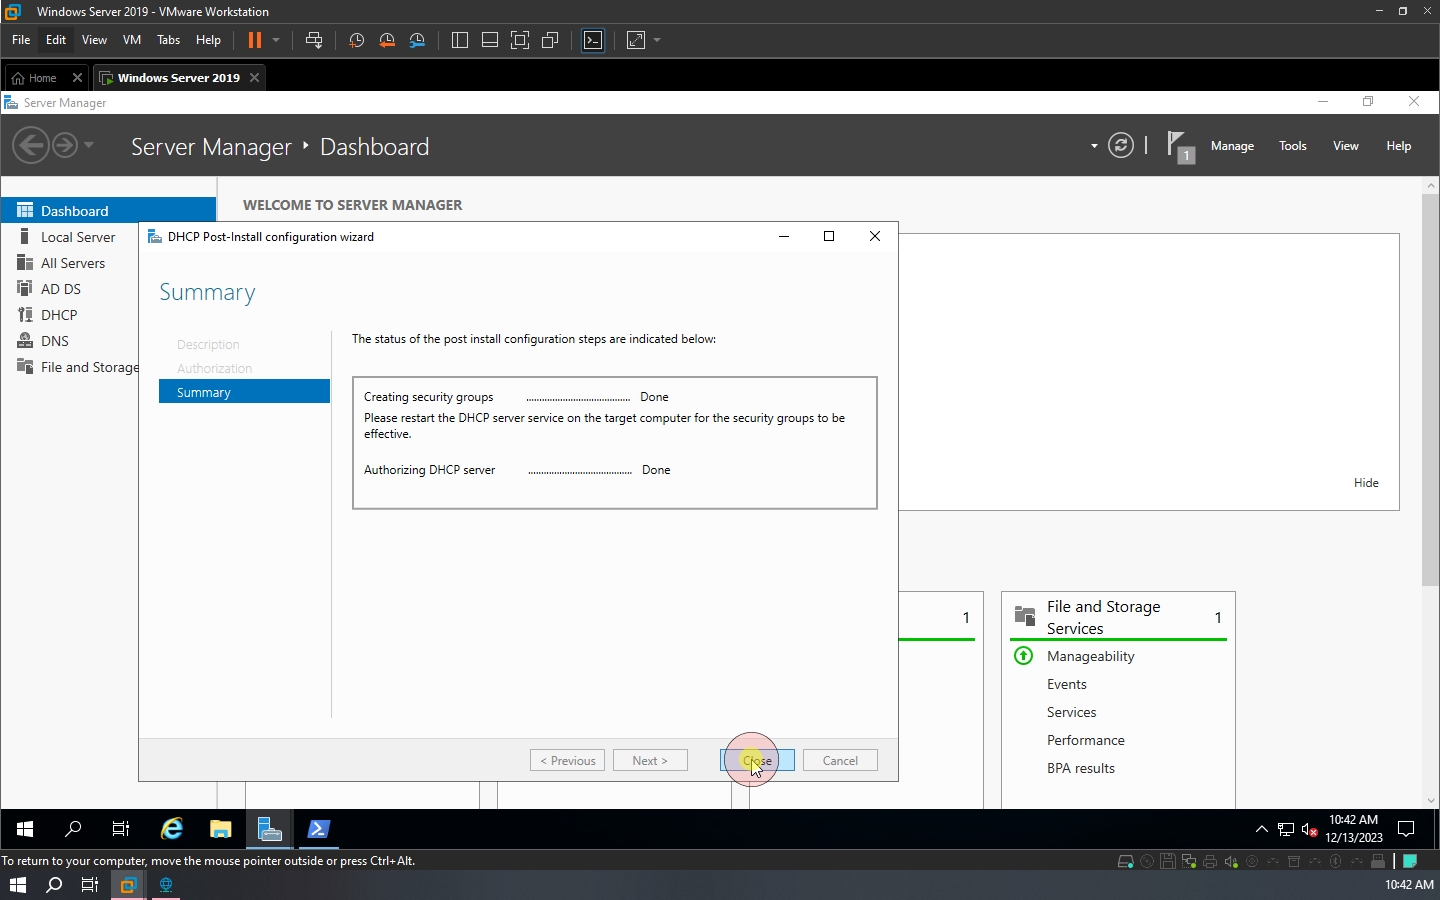 Windows Server 2019 - VMware Workstation
File Edit View VM Tabs Help
Home Windows Server 2019
Server Manager
Server Manager Dashboard
1 Manage Tools View Help
WELCOME TO SERVER MANAGER
Dashboard
Local Server
All Servers
AD DS
DHCP
DNS
File and Storage
DHCP Post-Install configuration wizard
Summary
Description
Authorization
Summary
The status of the post install configuration steps are indicated below:
Creating security groups ........................................ Done
Please restart the DHCP server service on the target computer for the security groups to be
effective.
Authorizing DHCP server ........................................ Done
< Previous Next > Close Cancel
Hide
1
File and Storage
Services 1
Manageability
Events
Services
Performance
BPA results
10:42 AM
12/13/2023
To return to your computer, move the mouse pointer outside or press Ctrl+Alt.
10:42 AM